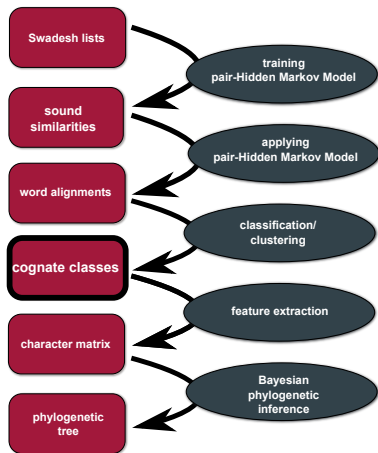 Swadesh lists
training
pair-Hidden Markov Model
sound
similarities
applying
pair-Hidden Markov Model
word alignments
classification/
clustering
cognate classes
feature extraction
character matrix
Bayesian
phylogenetic
inference
phylogenetic
tree